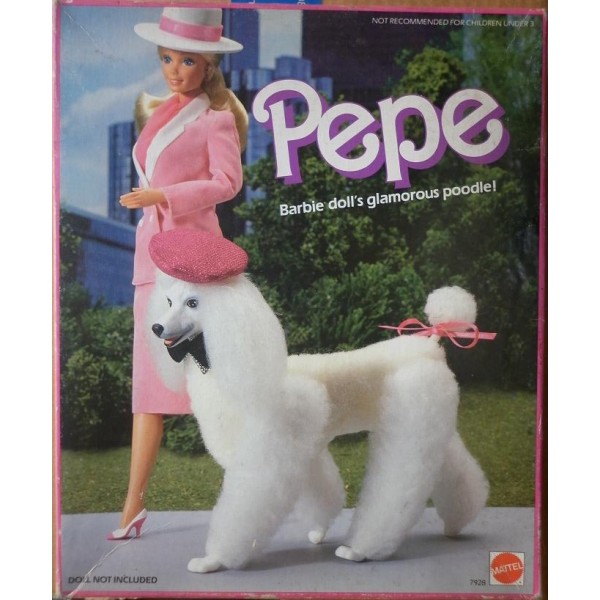 NOT RECOMMENDED FOR CHILDREN UNDER 3
Pepe
Barbie doll's glamorous poodle!
DOLL NOT INCLUDED
7928
MATTEL